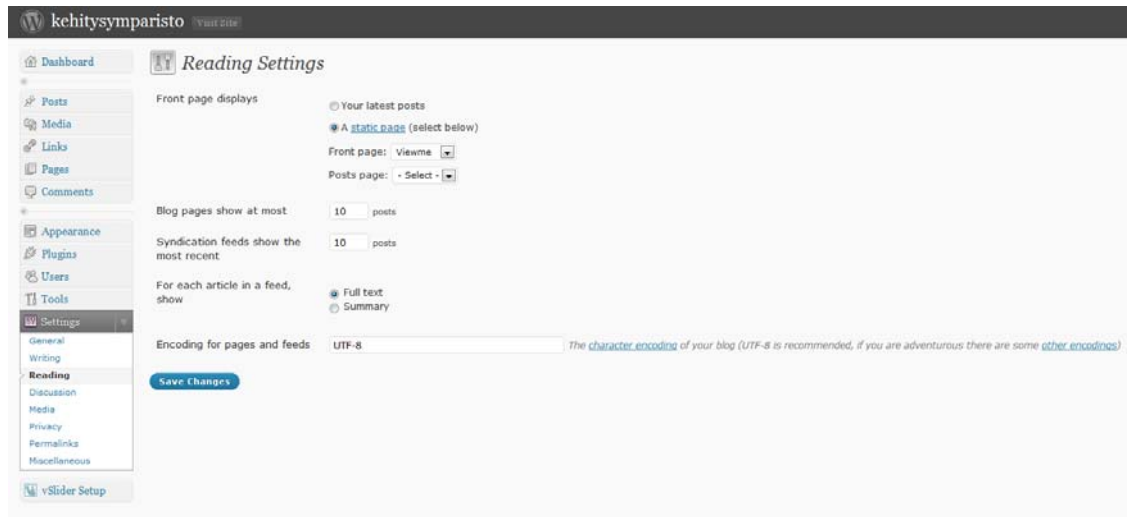 kehitysymparisto Visit Site
Dashboard
Posts
Media
Links
Pages
Comments
Appearance
Plugins
Users
Tools
Settings
General
Writing
Reading
Discussion
Media
Privacy
Permalinks
Miscellaneous
vSlider Setup
Reading Settings
Front page displays
Your latest posts
A static page (select below)
Front page: Viewme
Posts page: - Select -
Blog pages show at most 10 posts
Syndication feeds show the
most recent
10 posts
For each article in a feed,
show
Full text
Summary
Encoding for pages and feeds UTF-8 The character encoding of your blog (UTF-8 is recommended, if you are adventurous there are some other encodings)
Save Changes